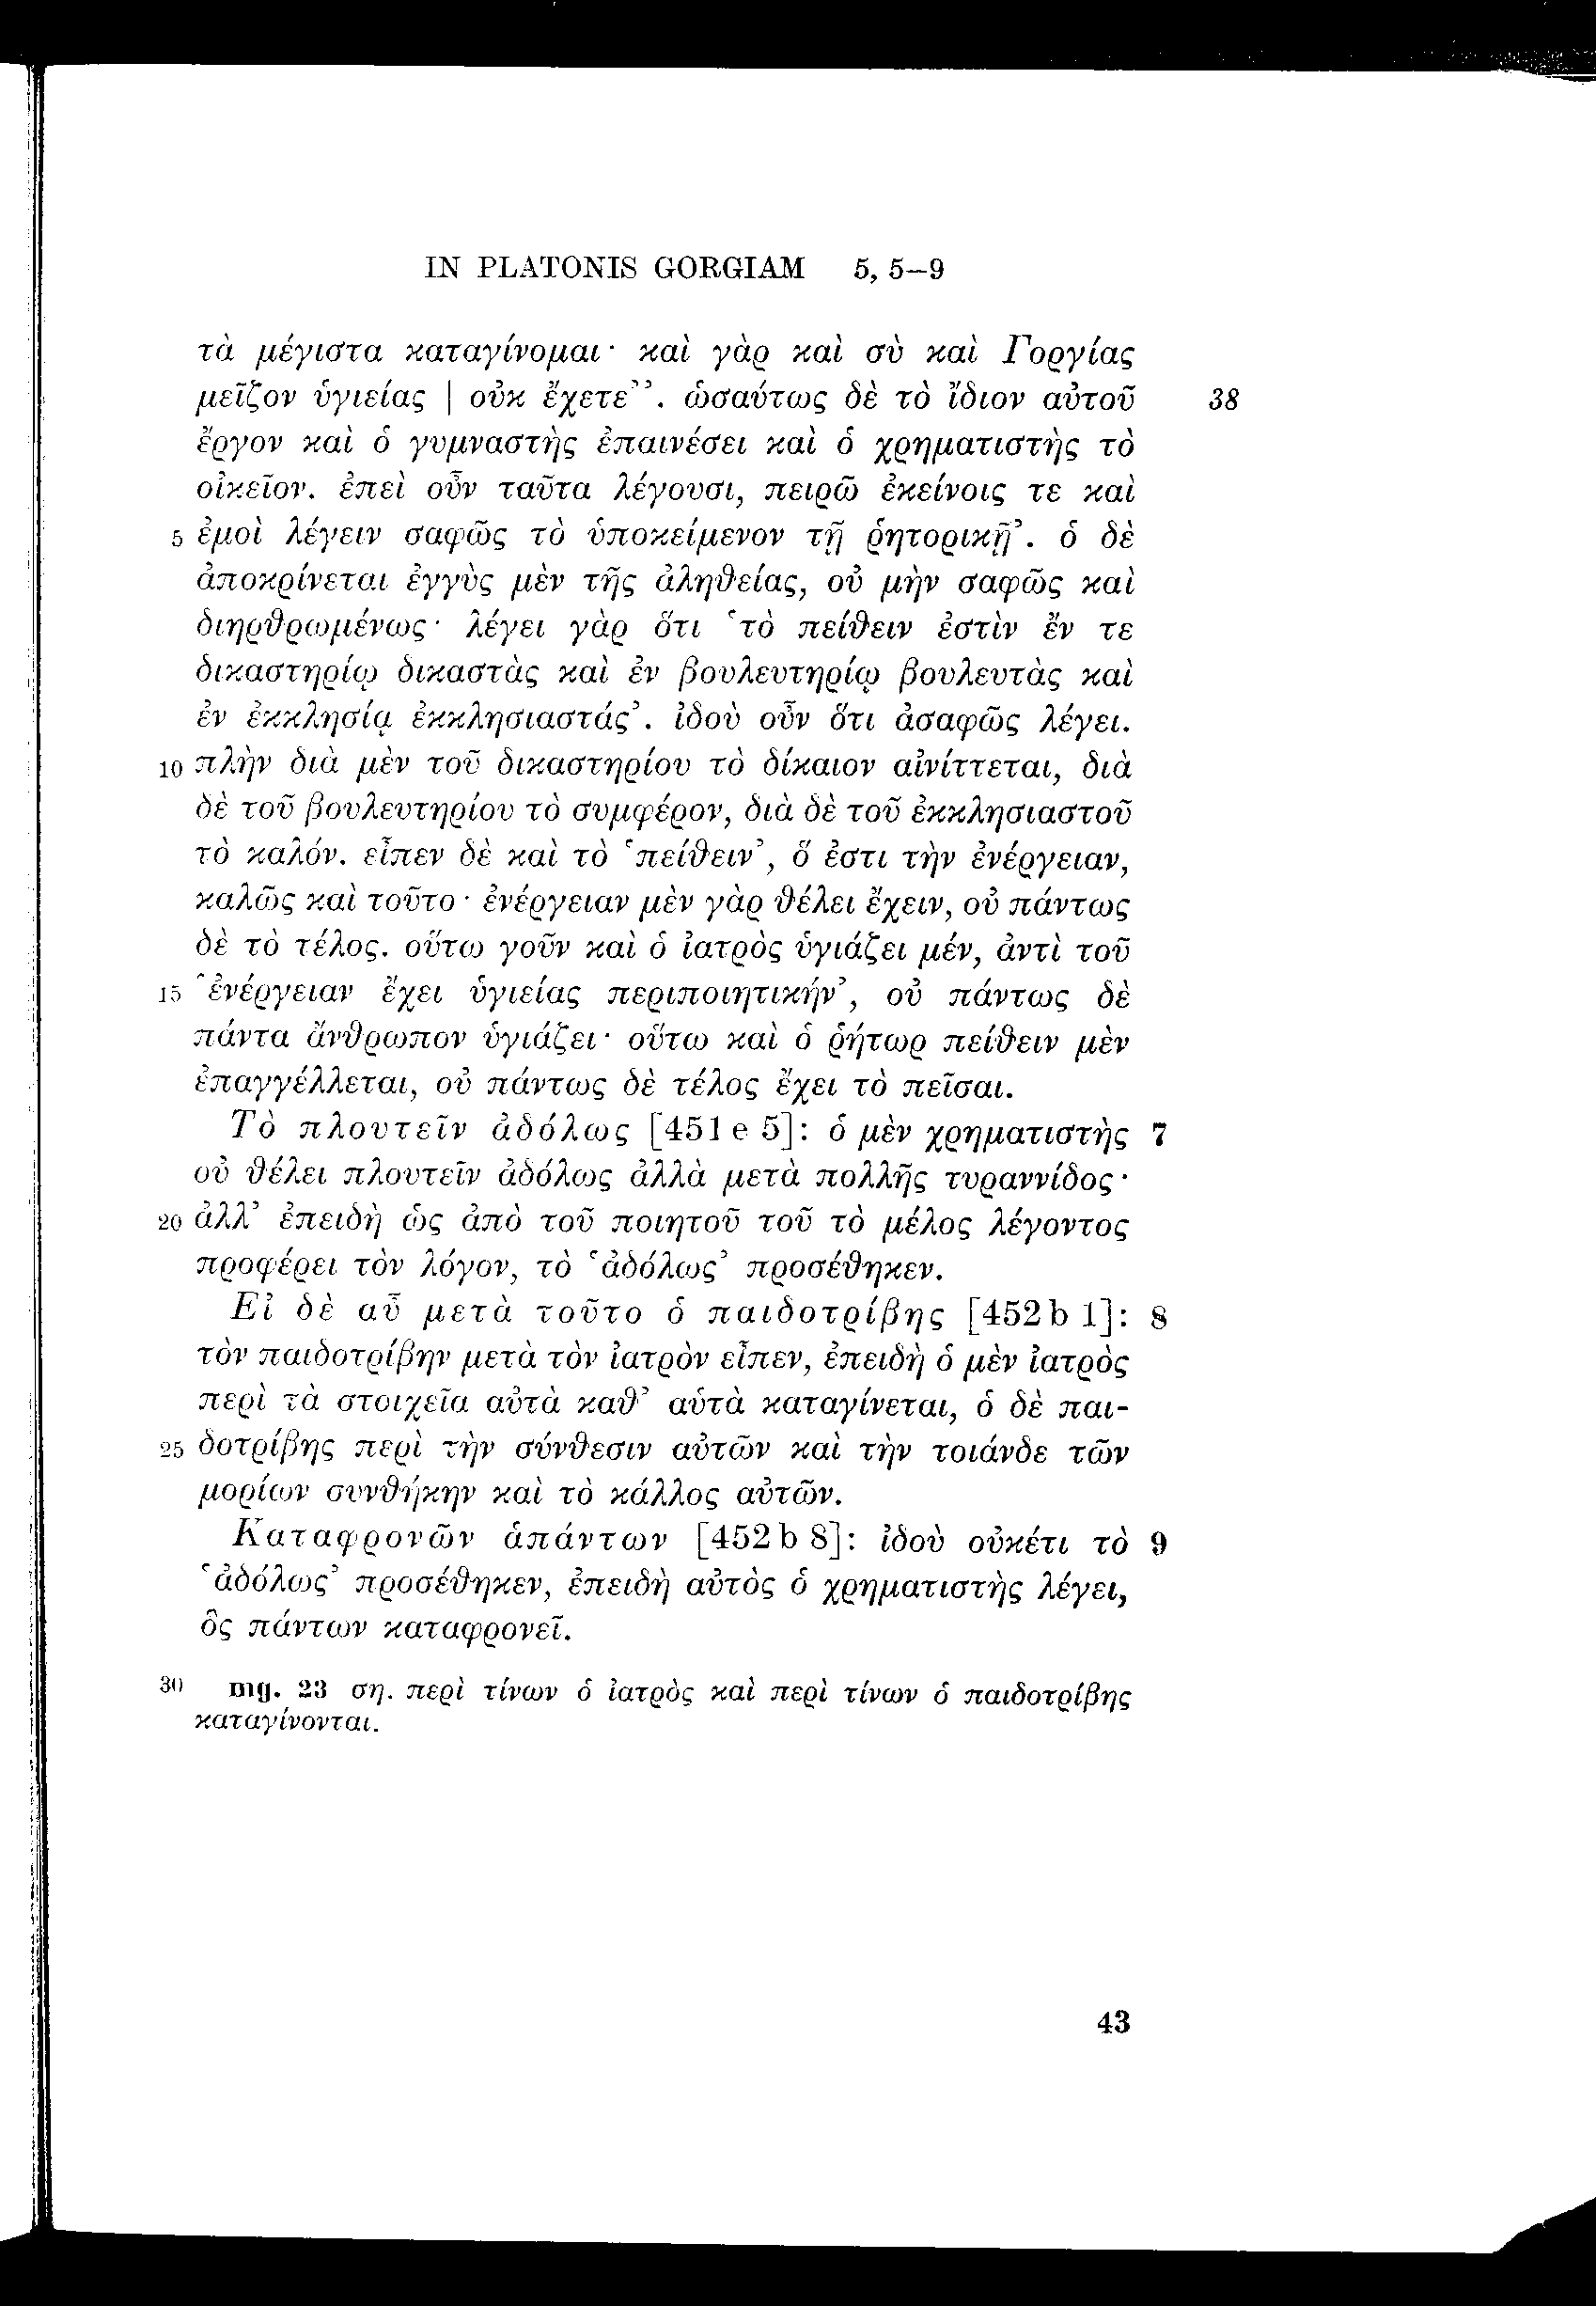 IN PLATONIS GORGIAM 5, 5–9
τὰ μέγιστα καταγίνομαι· καὶ γὰρ καὶ σὺ καὶ Γοργίας
μεῖζον ὑγιείας | οὐκ ἔχετε’’. ὡσαύτως δὲ τὸ ἴδιον αὐτοῦ 38
ἔργον καὶ ὁ γυμναστὴς ἐπαινέσει καὶ ὁ χρηματιστὴς τὸ
οἰκεῖον. ἐπεὶ οὖν ταῦτα λέγουσι, πειρῶ ἐκείνοις τε καὶ
5 ἐμοὶ λέγειν σαφῶς τὸ ὑποκείμενον τῇ ῥητορικῇ’. ὁ δὲ
ἀποκρίνεται ἐγγὺς μὲν τῆς ἀληθείας, οὐ μὴν σαφῶς καὶ
διηρθρωμένως· λέγει γὰρ ὅτι ‘τὸ πείθειν ἐστὶν ἔν τε
δικαστηρίῳ δικαστὰς καὶ ἐν βουλευτηρίῳ βουλευτὰς καὶ
ἐν ἐκκλησίᾳ ἐκκλησιαστάς’. ἰδοὺ οὖν ὅτι ἀσαφῶς λέγει.
10 πλὴν διὰ μὲν τοῦ δικαστηρίου τὸ δίκαιον αἰνίττεται, διὰ
δὲ τοῦ βουλευτηρίου τὸ συμφέρον, διὰ δὲ τοῦ ἐκκλησιαστοῦ
τὸ καλόν. εἶπεν δὲ καὶ τὸ ‘πείθειν’, ὅ ἐστι τὴν ἐνέργειαν,
καλῶς καὶ τοῦτο· ἐνέργειαν μὲν γὰρ θέλει ἔχειν, οὐ πάντως
δὲ τὸ τέλος. οὕτω γοῦν καὶ ὁ ἰατρὸς ὑγιάζει μέν, ἀντὶ τοῦ
15 ‘ἐνέργειαν ἔχει ὑγιείας περιποιητικήν’, οὐ πάντως δὲ
πάντα ἄνθρωπον ὑγιάζει· οὕτω καὶ ὁ ῥήτωρ πείθειν μὲν
ἐπαγγέλλεται, οὐ πάντως δὲ τέλος ἔχει τὸ πεῖσαι.
Τὸ πλουτεῖν ἀδόλως [451 e 5]: ὁ μὲν χρηματιστὴς 7
οὐ θέλει πλουτεῖν ἀδόλως ἀλλὰ μετὰ πολλῆς τυραννίδος·
20 ἀλλ’ ἐπειδὴ ὡς ἀπὸ τοῦ ποιητοῦ τοῦ τὸ μέλος λέγοντος
προφέρει τὸν λόγον, τὸ ‘ἀδόλως’ προσέθηκεν.
Εἰ δὲ αὖ μετὰ τοῦτο ὁ παιδοτρίβης [452 b 1]: 8
τὸν παιδοτρίβην μετὰ τὸν ἰατρὸν εἶπεν, ἐπειδὴ ὁ μὲν ἰατρὸς
περὶ τὰ στοιχεῖα αὐτὰ καθ’ αὑτὰ καταγίνεται, ὁ δὲ παι-
25 δοτρίβης περὶ τὴν σύνθεσιν αὐτῶν καὶ τὴν τοιάνδε τῶν
μορίων συνθήκην καὶ τὸ κάλλος αὐτῶν.
Καταφρονῶν ἁπάντων [452 b 8]: ἰδοὺ οὐκέτι τὸ 9
‘ἀδόλως’ προσέθηκεν, ἐπειδὴ αὐτὸς ὁ χρηματιστὴς λέγει,
ὃς πάντων καταφρονεῖ.
30 mg. 23 ση. περὶ τίνων ὁ ἰατρὸς καὶ περὶ τίνων ὁ παιδοτρίβης
καταγίνονται.
43